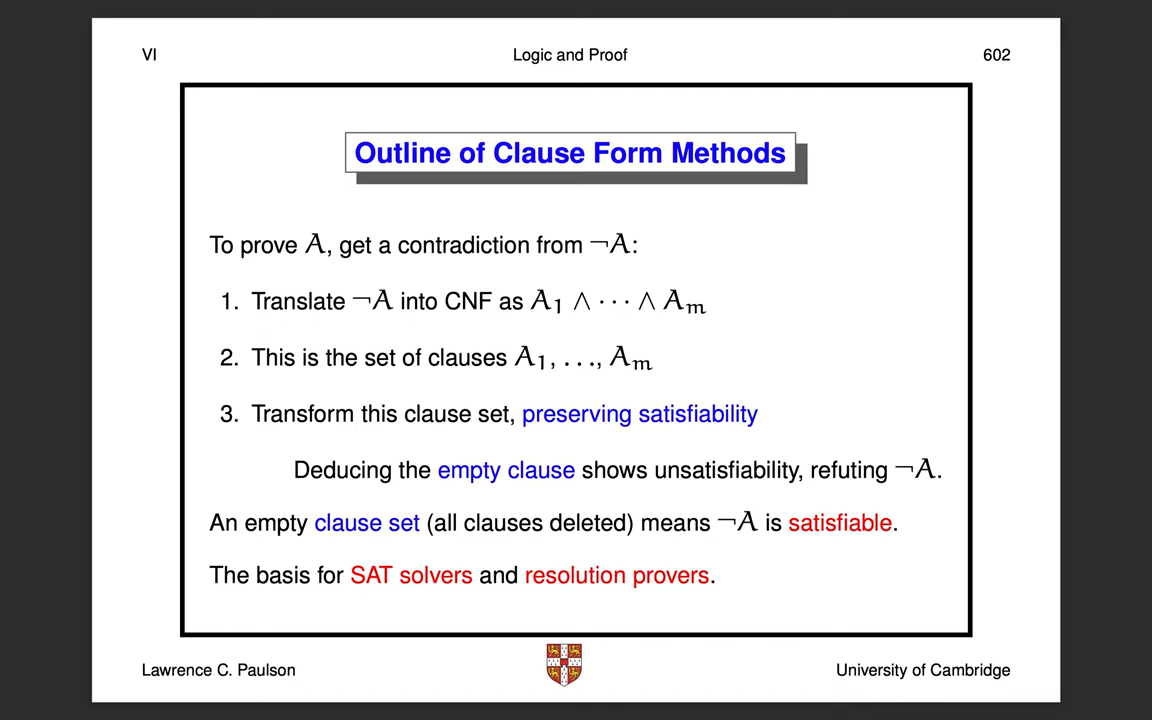 VI
Logic and Proof
602
Outline of Clause Form Methods
To prove A, get a contradiction from ¬A:
1. Translate ¬A into CNF as A₁ ∧ ··· ∧ Aₘ
2. This is the set of clauses A₁, ..., Aₘ
3. Transform this clause set, preserving satisfiability
Deducing the empty clause shows unsatisfiability, refuting ¬A.
An empty clause set (all clauses deleted) means ¬A is satisfiable.
The basis for SAT solvers and resolution provers.
Lawrence C. Paulson
University of Cambridge